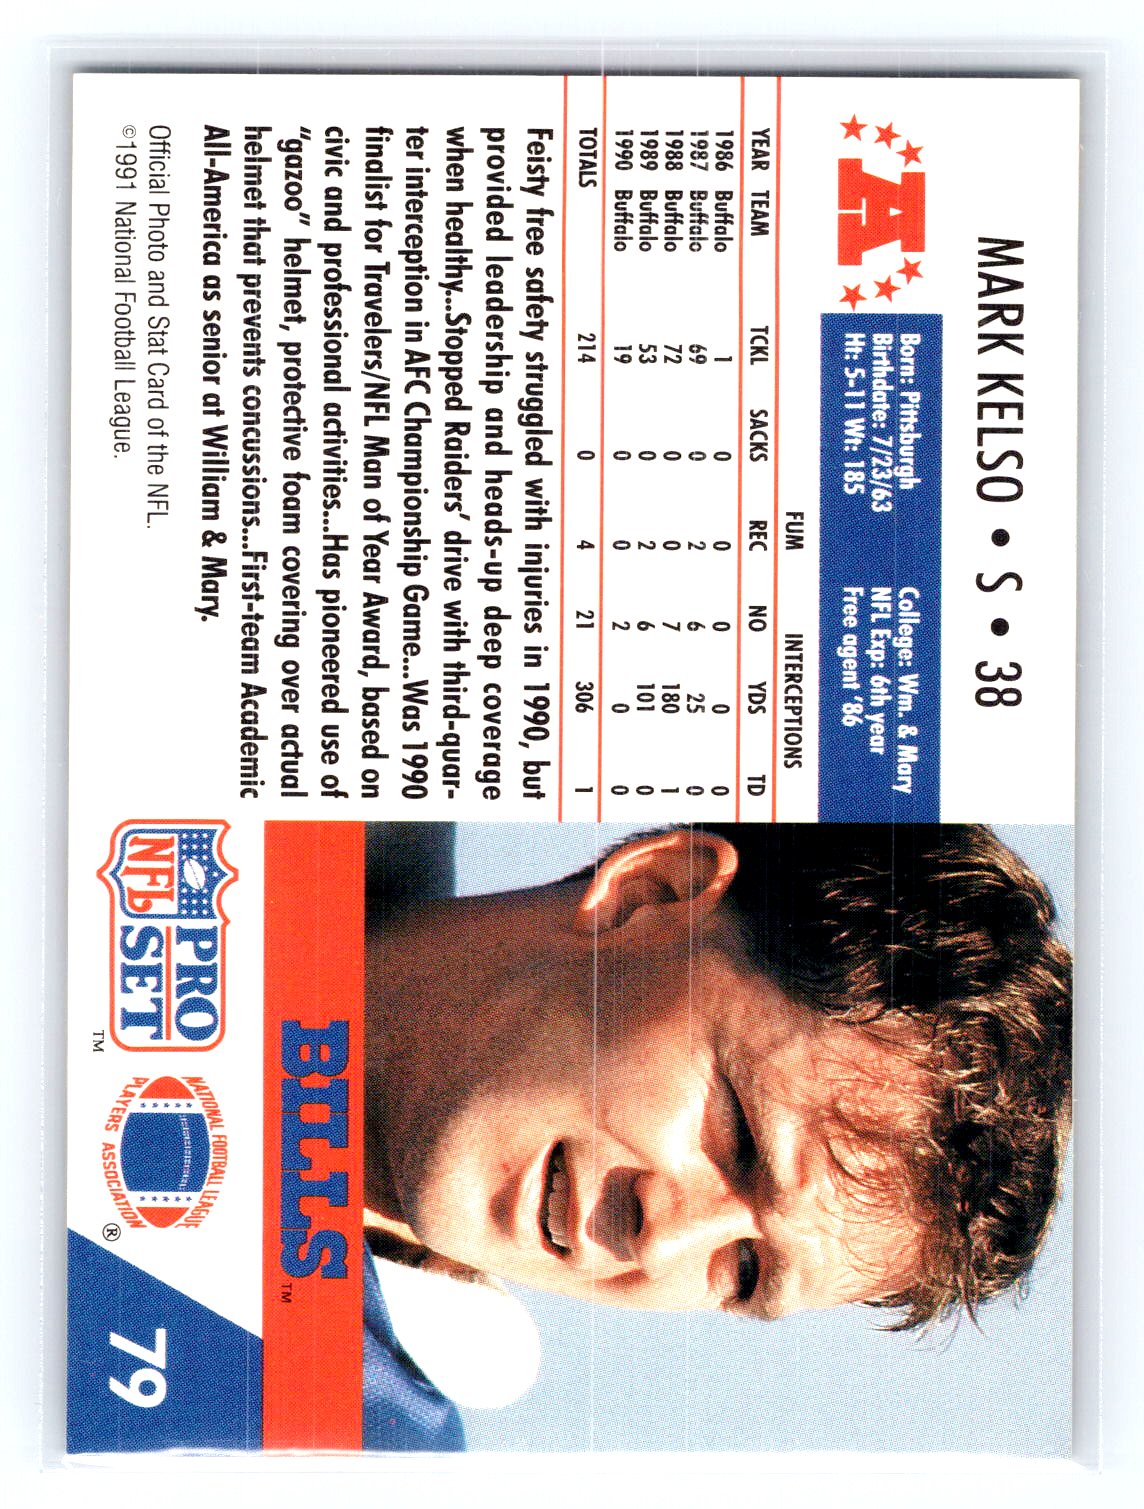 MARK KELSO • S • 38
A
Born: Pittsburgh
Birthdate: 7/23/63
Ht: 5-11 Wt: 185
College: Wm. & Mary
NFL Exp: 6th year
Free agent '86
FUM INTERCEPTIONS
YEAR TEAM TCKL SACKS REC NO YDS TD
1986 Buffalo 1 0 0 0 0 0
1987 Buffalo 69 0 2 6 25 0
1988 Buffalo 72 0 0 7 180 1
1989 Buffalo 53 0 2 6 101 0
1990 Buffalo 19 0 0 2 0 0
TOTALS 214 0 4 21 306 1
Feisty free safety struggled with injuries in 1990, but
provided leadership and heads-up deep coverage
when healthy...Stopped Raiders' drive with third-quar-
ter interception in AFC Championship Game...Was 1990
finalist for Travelers/NFL Man of Year Award, based on
civic and professional activities...Has pioneered use of
"gazoo" helmet, protective foam covering over actual
helmet that prevents concussions...First-team Academic
All-America as senior at William & Mary.
Official Photo and Stat Card of the NFL.
©1991 National Football League.
BILLS™
NFL PRO SET™
NATIONAL FOOTBALL LEAGUE
PLAYERS ASSOCIATION®
79